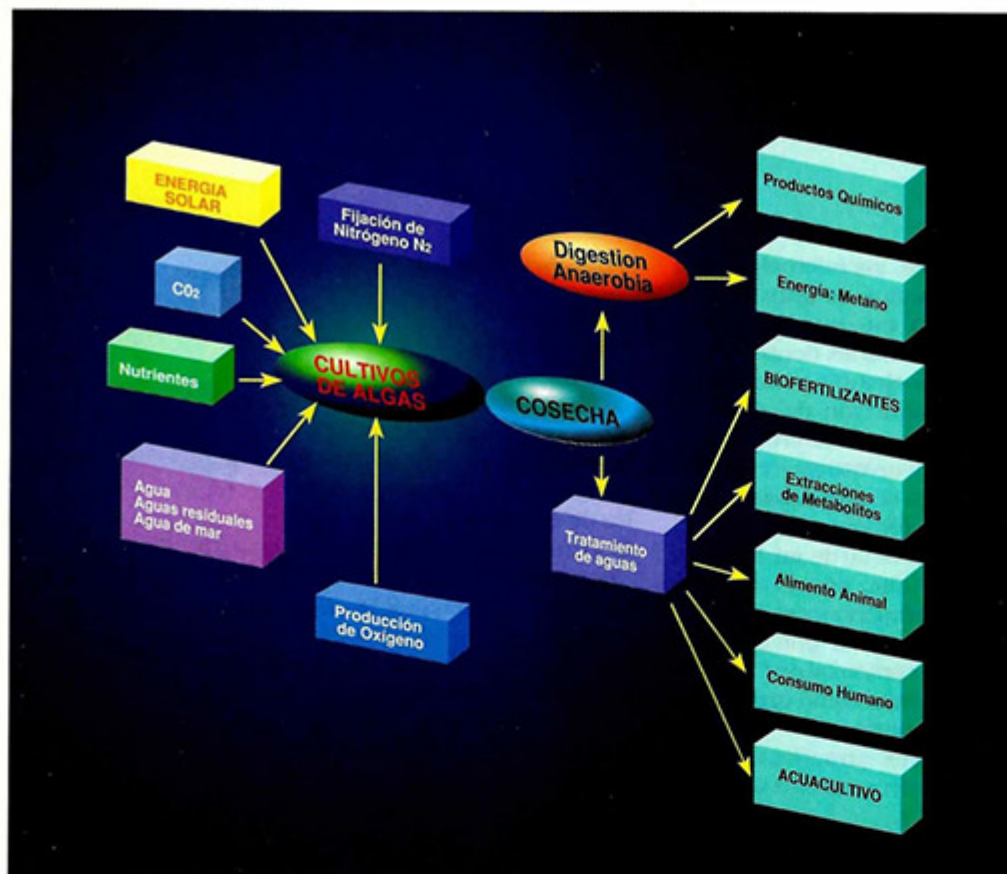 ENERGIA
SOLAR
Fijación de
Nitrógeno N₂
CO₂
Nutrientes
Agua
Aguas residuales
Agua de mar
CULTIVOS
DE ALGAS
Producción
de Oxígeno
COSECHA
Digestion
Anaerobia
Tratamiento
de aguas
Productos Químicos
Energía: Metano
BIOFERTILIZANTES
Extracciones
de Metabolitos
Alimento Animal
Consumo Humano
ACUACULTIVO